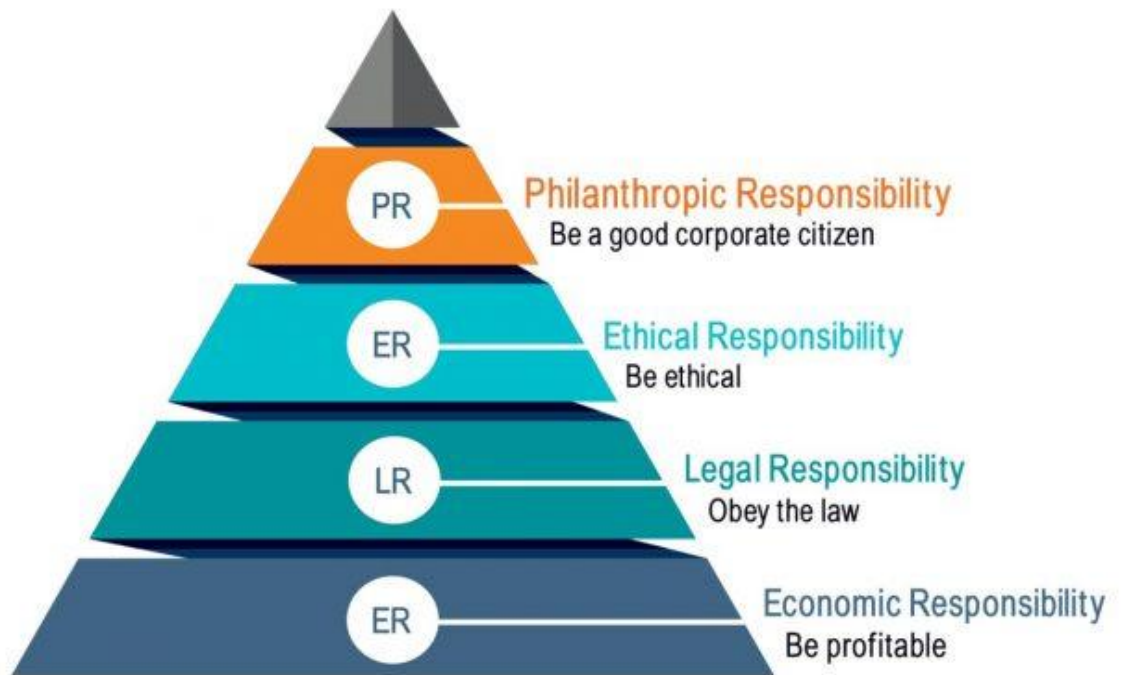 PR
Philanthropic Responsibility
Be a good corporate citizen
ER
Ethical Responsibility
Be ethical
LR
Legal Responsibility
Obey the law
ER
Economic Responsibility
Be profitable